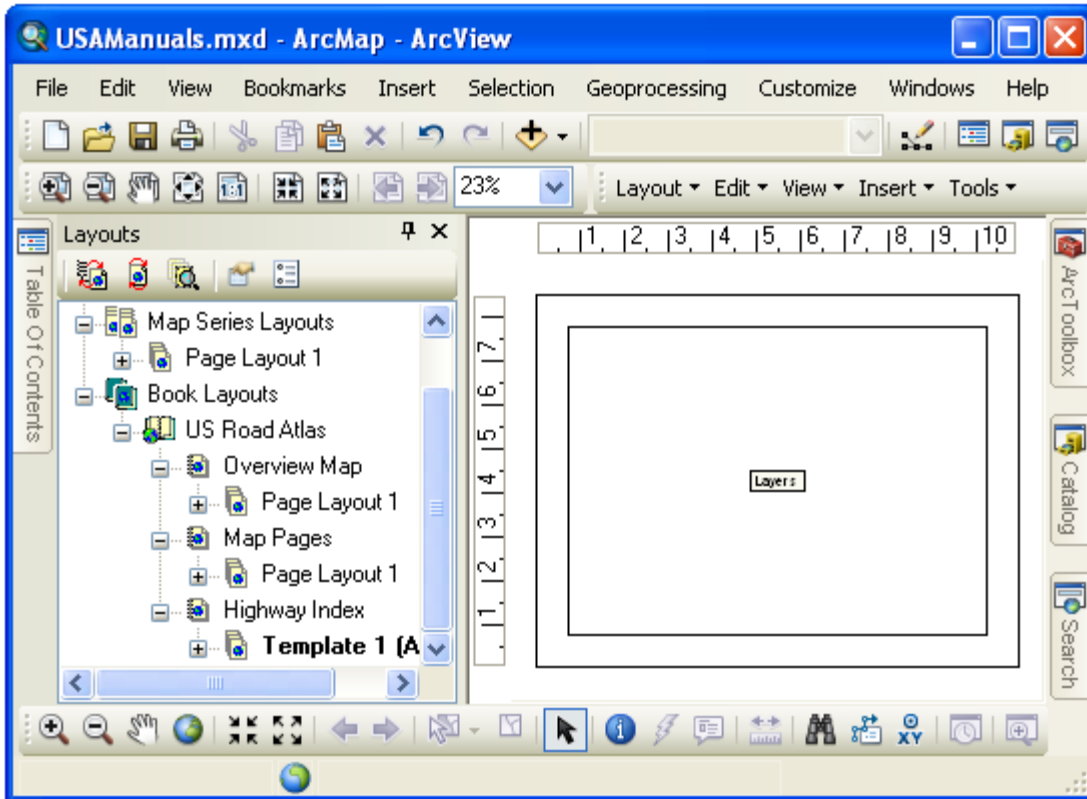 USAManuals.mxd - ArcMap - ArcView
File Edit View Bookmarks Insert Selection Geoprocessing Customize Windows Help
1:1
23%
Layout Edit View Insert Tools
Table Of Contents
Layouts
Map Series Layouts
Page Layout 1
Book Layouts
US Road Atlas
Overview Map
Page Layout 1
Map Pages
Page Layout 1
Highway Index
Template 1 (A
1 2 3 4 5 6 7 8 9 10
7
6
5
4
3
2
1
Layers
ArcToolbox
Catalog
Search
XY